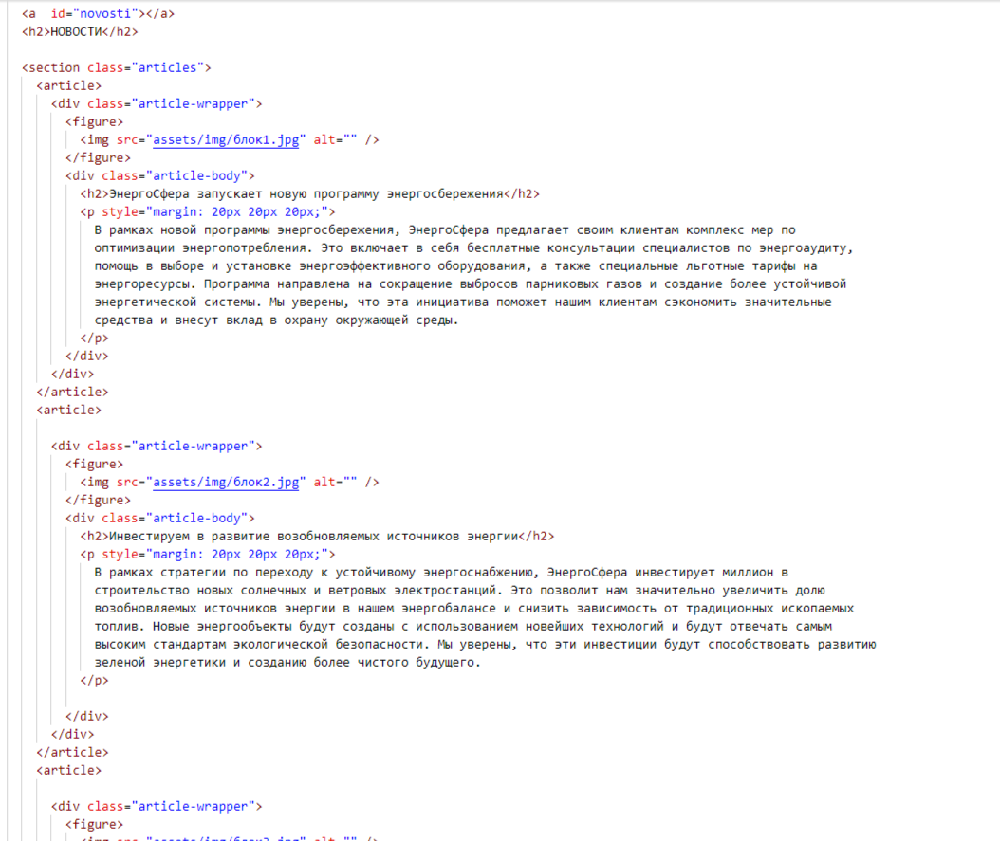 <a  id="novosti"></a>
<h2>НОВОСТИ</h2>
<section class="articles">
<article>
<div class="article-wrapper">
<figure>
<img src="assets/img/блок1.jpg" alt="" />
</figure>
<div class="article-body">
<h2>ЭнергоСфера запускает новую программу энергосбережения</h2>
<p style="margin: 20px 20px 20px;">
В рамках новой программы энергосбережения, ЭнергоСфера предлагает своим клиентам комплекс мер по
оптимизации энергопотребления. Это включает в себя бесплатные консультации специалистов по энергоаудиту,
помощь в выборе и установке энергоэффективного оборудования, а также специальные льготные тарифы на
энергоресурсы. Программа направлена на сокращение выбросов парниковых газов и создание более устойчивой
энергетической системы. Мы уверены, что эта инициатива поможет нашим клиентам сэкономить значительные
средства и внесут вклад в охрану окружающей среды.
</p>
</div>
</div>
</article>
<article>
<div class="article-wrapper">
<figure>
<img src="assets/img/блок2.jpg" alt="" />
</figure>
<div class="article-body">
<h2>Инвестируем в развитие возобновляемых источников энергии</h2>
<p style="margin: 20px 20px 20px;">
В рамках стратегии по переходу к устойчивому энергоснабжению, ЭнергоСфера инвестирует миллион в
строительство новых солнечных и ветровых электростанций. Это позволит нам значительно увеличить долю
возобновляемых источников энергии в нашем энергобалансе и снизить зависимость от традиционных ископаемых
топлив. Новые энергообъекты будут созданы с использованием новейших технологий и будут отвечать самым
высоким стандартам экологической безопасности. Мы уверены, что эти инвестиции будут способствовать развитию
зеленой энергетики и созданию более чистого будущего.
</p>
</div>
</div>
</article>
<article>
<div class="article-wrapper">
<figure>